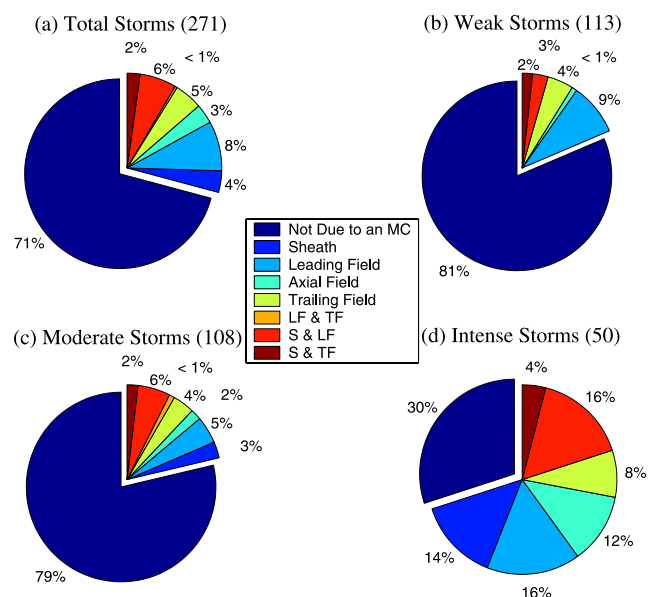 (a) Total Storms (271)
2%
6%
< 1%
5%
3%
8%
4%
71%
(b) Weak Storms (113)
2%
3%
4%
< 1%
9%
81%
Not Due to an MC
Sheath
Leading Field
Axial Field
Trailing Field
LF & TF
S & LF
S & TF
(c) Moderate Storms (108)
2%
6%
< 1%
4%
2%
5%
3%
79%
(d) Intense Storms (50)
4%
16%
8%
12%
16%
14%
30%